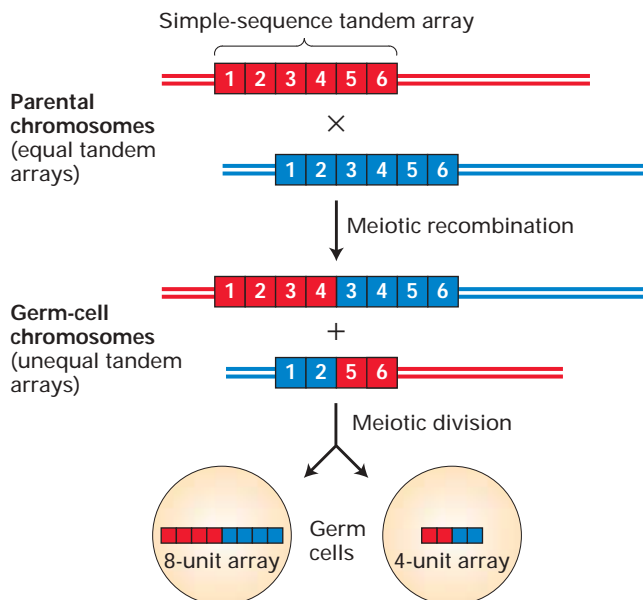 Simple-sequence tandem array
1 2 3 4 5 6
Parental
chromosomes
(equal tandem
arrays)
×
1 2 3 4 5 6
Meiotic recombination
1 2 3 4 3 4 5 6
Germ-cell
chromosomes
(unequal tandem
arrays)
+
1 2 5 6
Meiotic division
8-unit array
Germ
cells
4-unit array